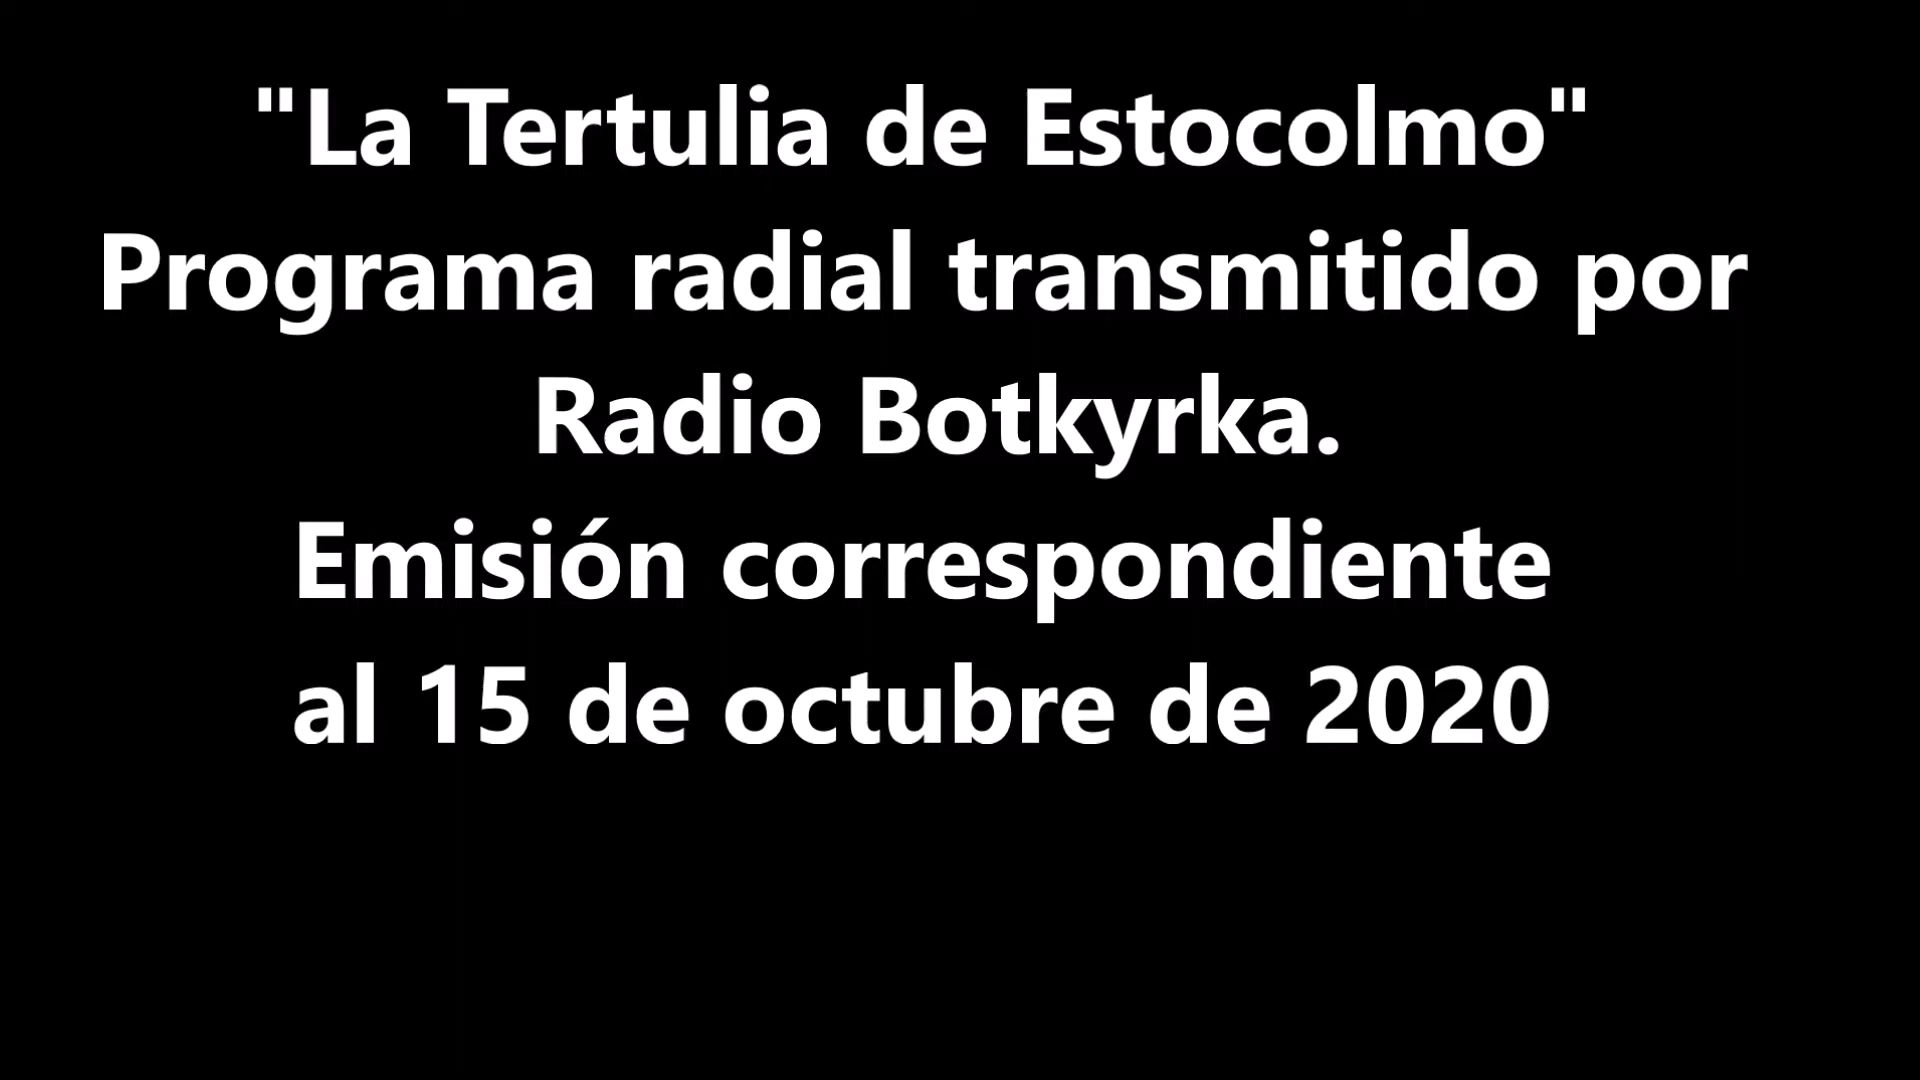 "La Tertulia de Estocolmo"
Programa radial transmitido por
Radio Botkyrka.
Emisión correspondiente
al 15 de octubre de 2020